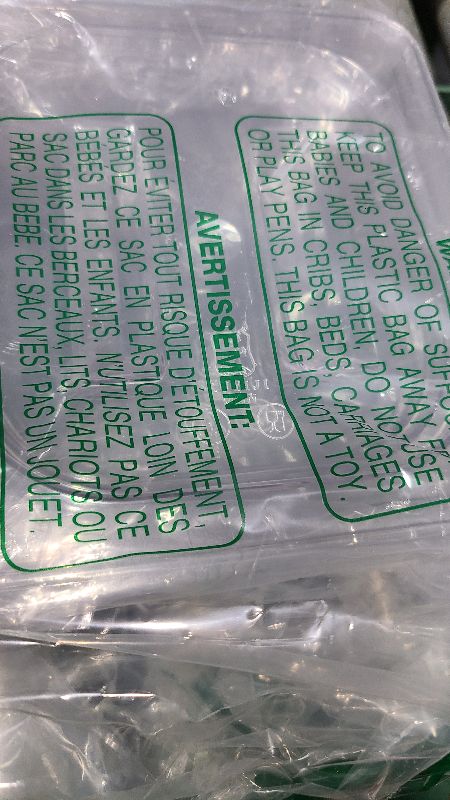 TO AVOID DANGER OF
KEEP THIS PLASTIC BAG AWAY
BABIES AND CHILDREN. DO NOT USE
THIS BAG IN CRIBS, BEDS, CARRIAGES
OR PLAY PENS. THIS BAG IS NOT A TOY.
AVERTISSEMENT:
POUR EVITER TOUT RISQUE D'ETOUFFEMENT,
GARDEZ CE SAC EN PLASTIQUE LOIN DES
BEBES ET LES ENFANTS. N'UTILISEZ PAS CE
SAC DANS LES BERCEAUX, LITS, CHARIOTS OU
PARC AU BEBE. CE SAC N'EST PAS UN JOUET.